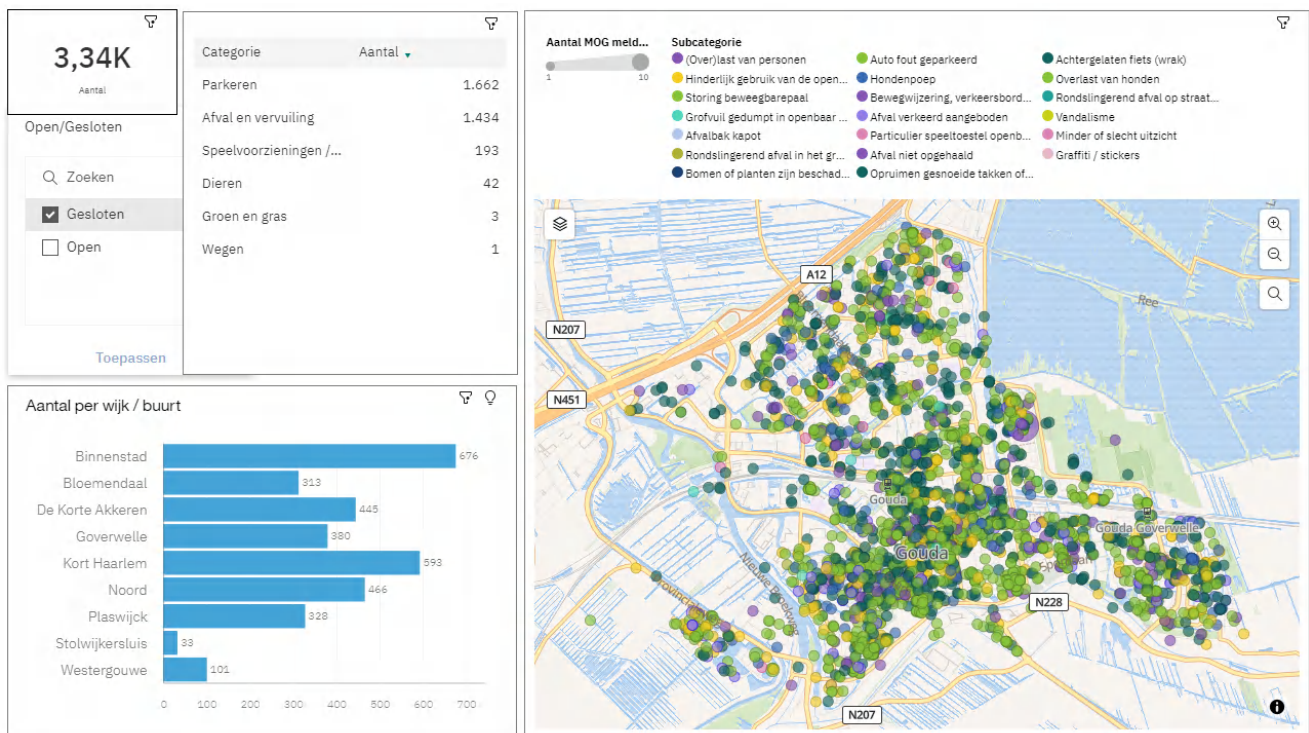 3,34K
Aantal
Open/Gesloten
Zoeken
Gesloten
Open
Toepassen
Categorie Aantal
Parkeren 1.662
Afval en vervuiling 1.434
Speelvoorzieningen /... 193
Dieren 42
Groen en gras 3
Wegen 1
Aantal per wijk / buurt
Binnenstad 676
Bloemendaal 313
De Korte Akkeren 445
Goverwelle 380
Kort Haarlem 593
Noord 466
Plaswijck 328
Stolwijkersluis 33
Westergouwe 101
0 100 200 300 400 500 600 700
Aantal MOG meld...
1 10
Subcategorie
(Over)last van personen
Hinderlijk gebruik van de open...
Storing beweegbarepaal
Grofvuil gedumpt in openbaar ...
Afvalbak kapot
Rondslingerend afval in het gr...
Bomen of planten zijn beschad...
Auto fout geparkeerd
Hondenpoep
Bewegwijzering, verkeersbord...
Afval verkeerd aangeboden
Particulier speeltoestel openb...
Afval niet opgehaald
Opruimen gesnoeide takken of...
Achtergelaten fiets (wrak)
Overlast van honden
Rondslingerend afval op straat...
Vandalisme
Minder of slecht uitzicht
Graffiti / stickers
A12
Ree
N207
N451
Gouda
Gouda Goverwelle
Gouda
N228
N207